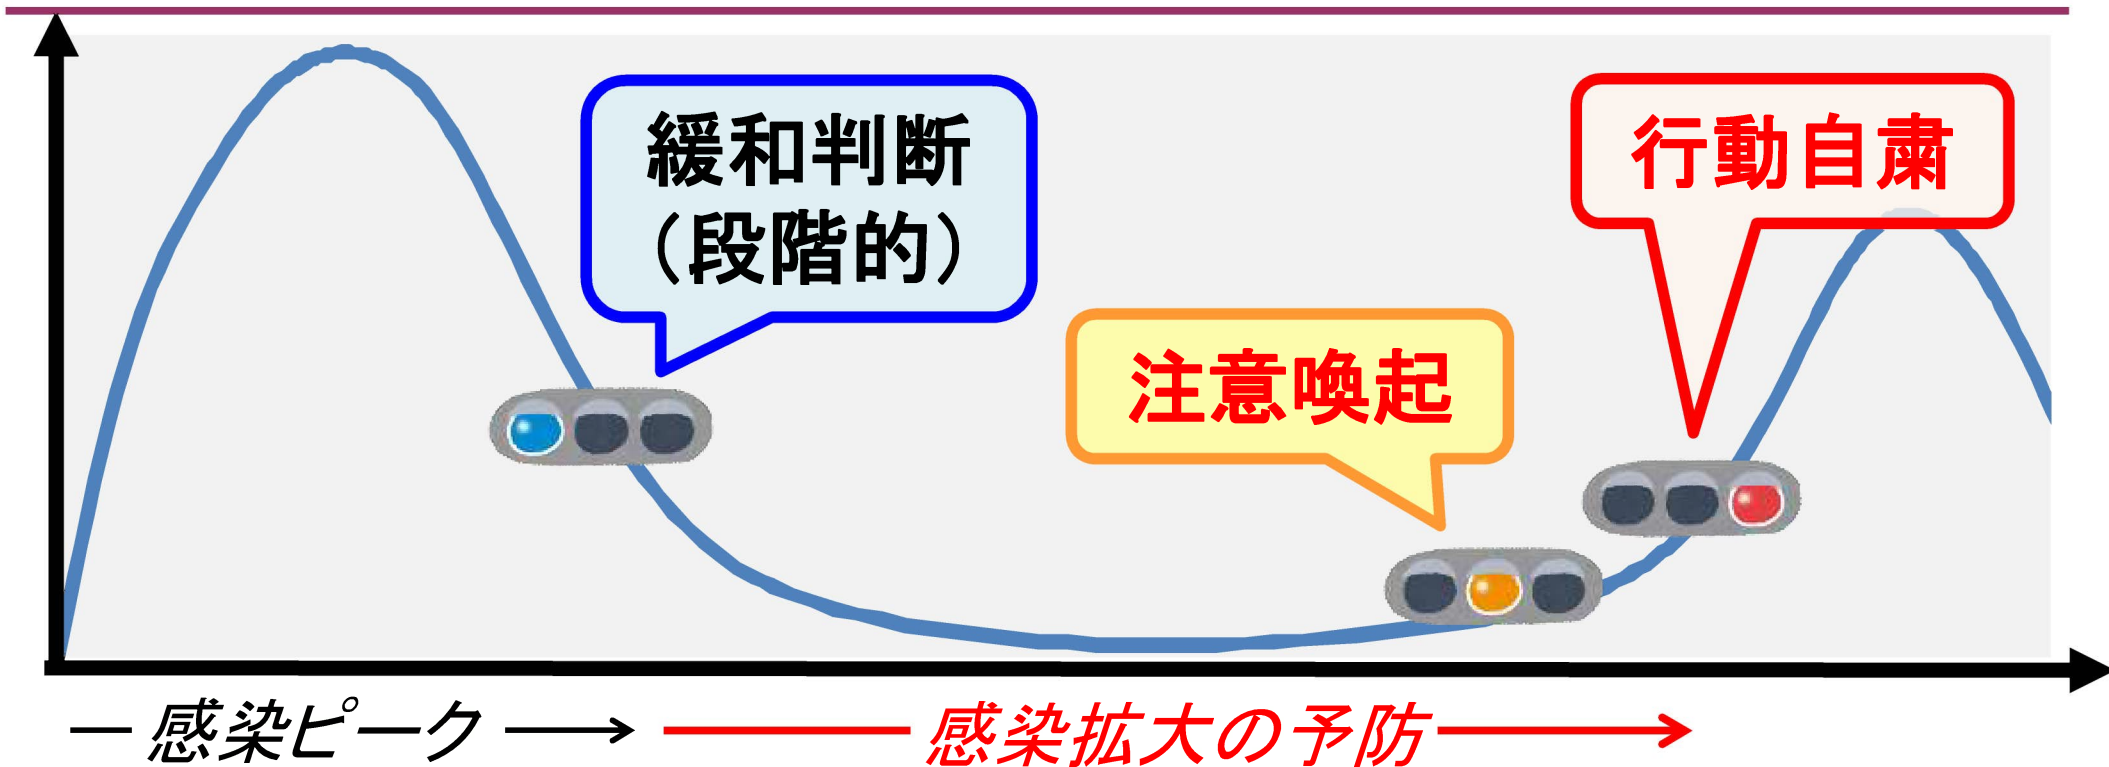 緩和判断
（段階的）
行動自粛
注意喚起
感染ピーク
感染拡大の予防